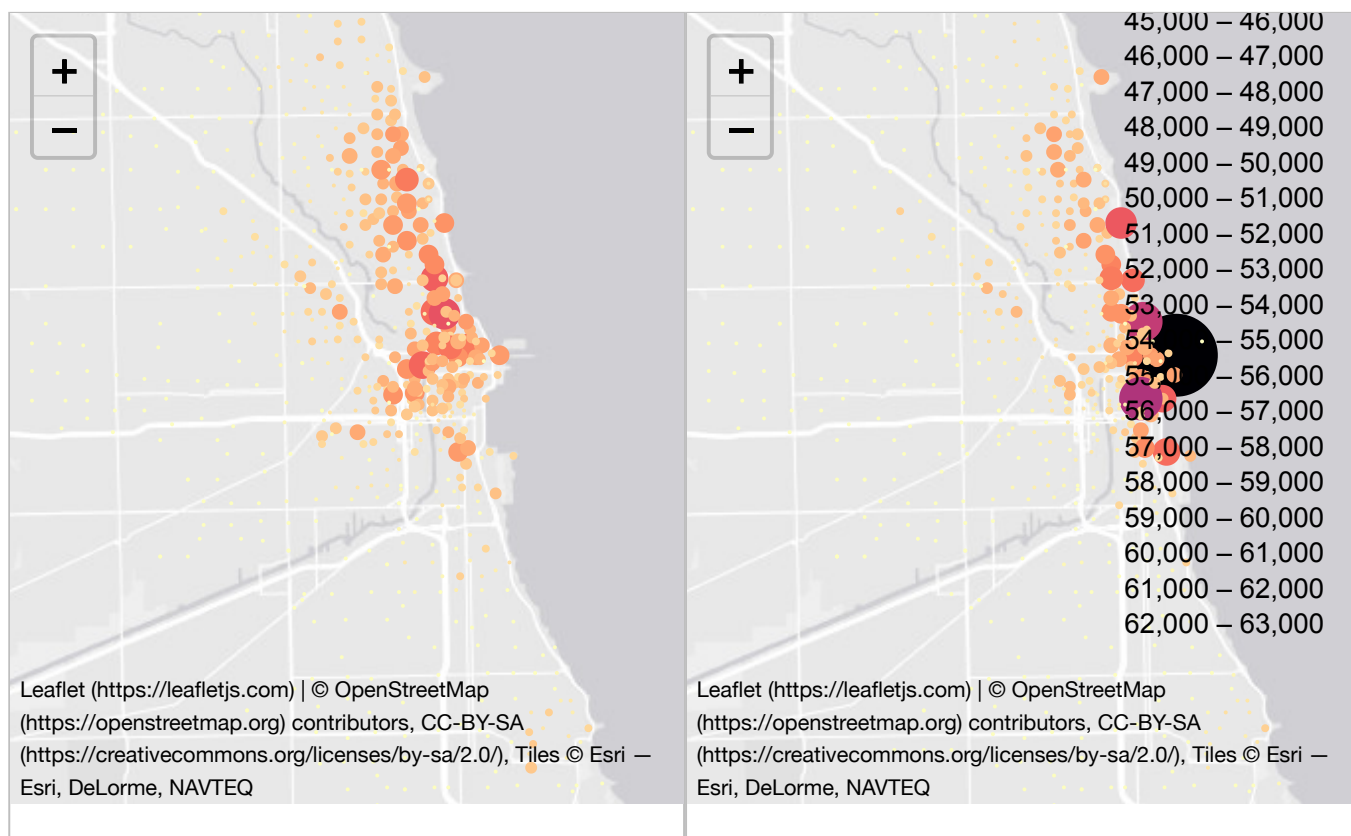 +
−
Leaflet (https://leafletjs.com) | © OpenStreetMap
(https://openstreetmap.org) contributors, CC-BY-SA
(https://creativecommons.org/licenses/by-sa/2.0/), Tiles © Esri —
Esri, DeLorme, NAVTEQ
+
−
45,000 – 46,000
46,000 – 47,000
47,000 – 48,000
48,000 – 49,000
49,000 – 50,000
50,000 – 51,000
51,000 – 52,000
52,000 – 53,000
53,000 – 54,000
– 55,000
– 56,000
56,000 – 57,000
57,000 – 58,000
58,000 – 59,000
59,000 – 60,000
60,000 – 61,000
61,000 – 62,000
62,000 – 63,000
Leaflet (https://leafletjs.com) | © OpenStreetMap
(https://openstreetmap.org) contributors, CC-BY-SA
(https://creativecommons.org/licenses/by-sa/2.0/), Tiles © Esri —
Esri, DeLorme, NAVTEQ